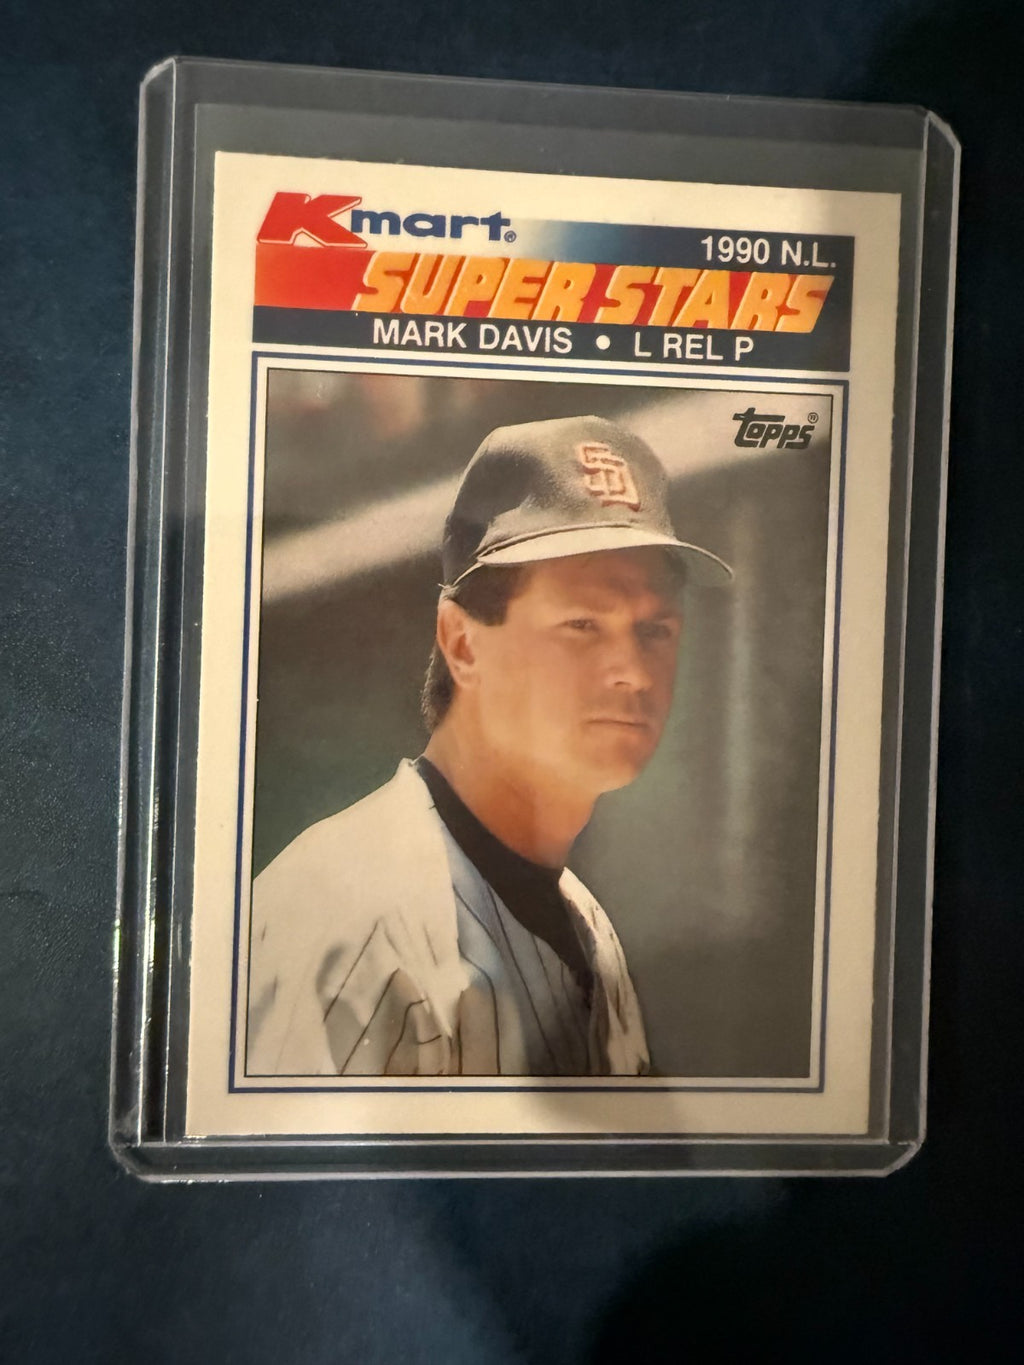 Kmart®
1990 N.L.
SUPER STARS
MARK DAVIS • L REL P
topps®
SD